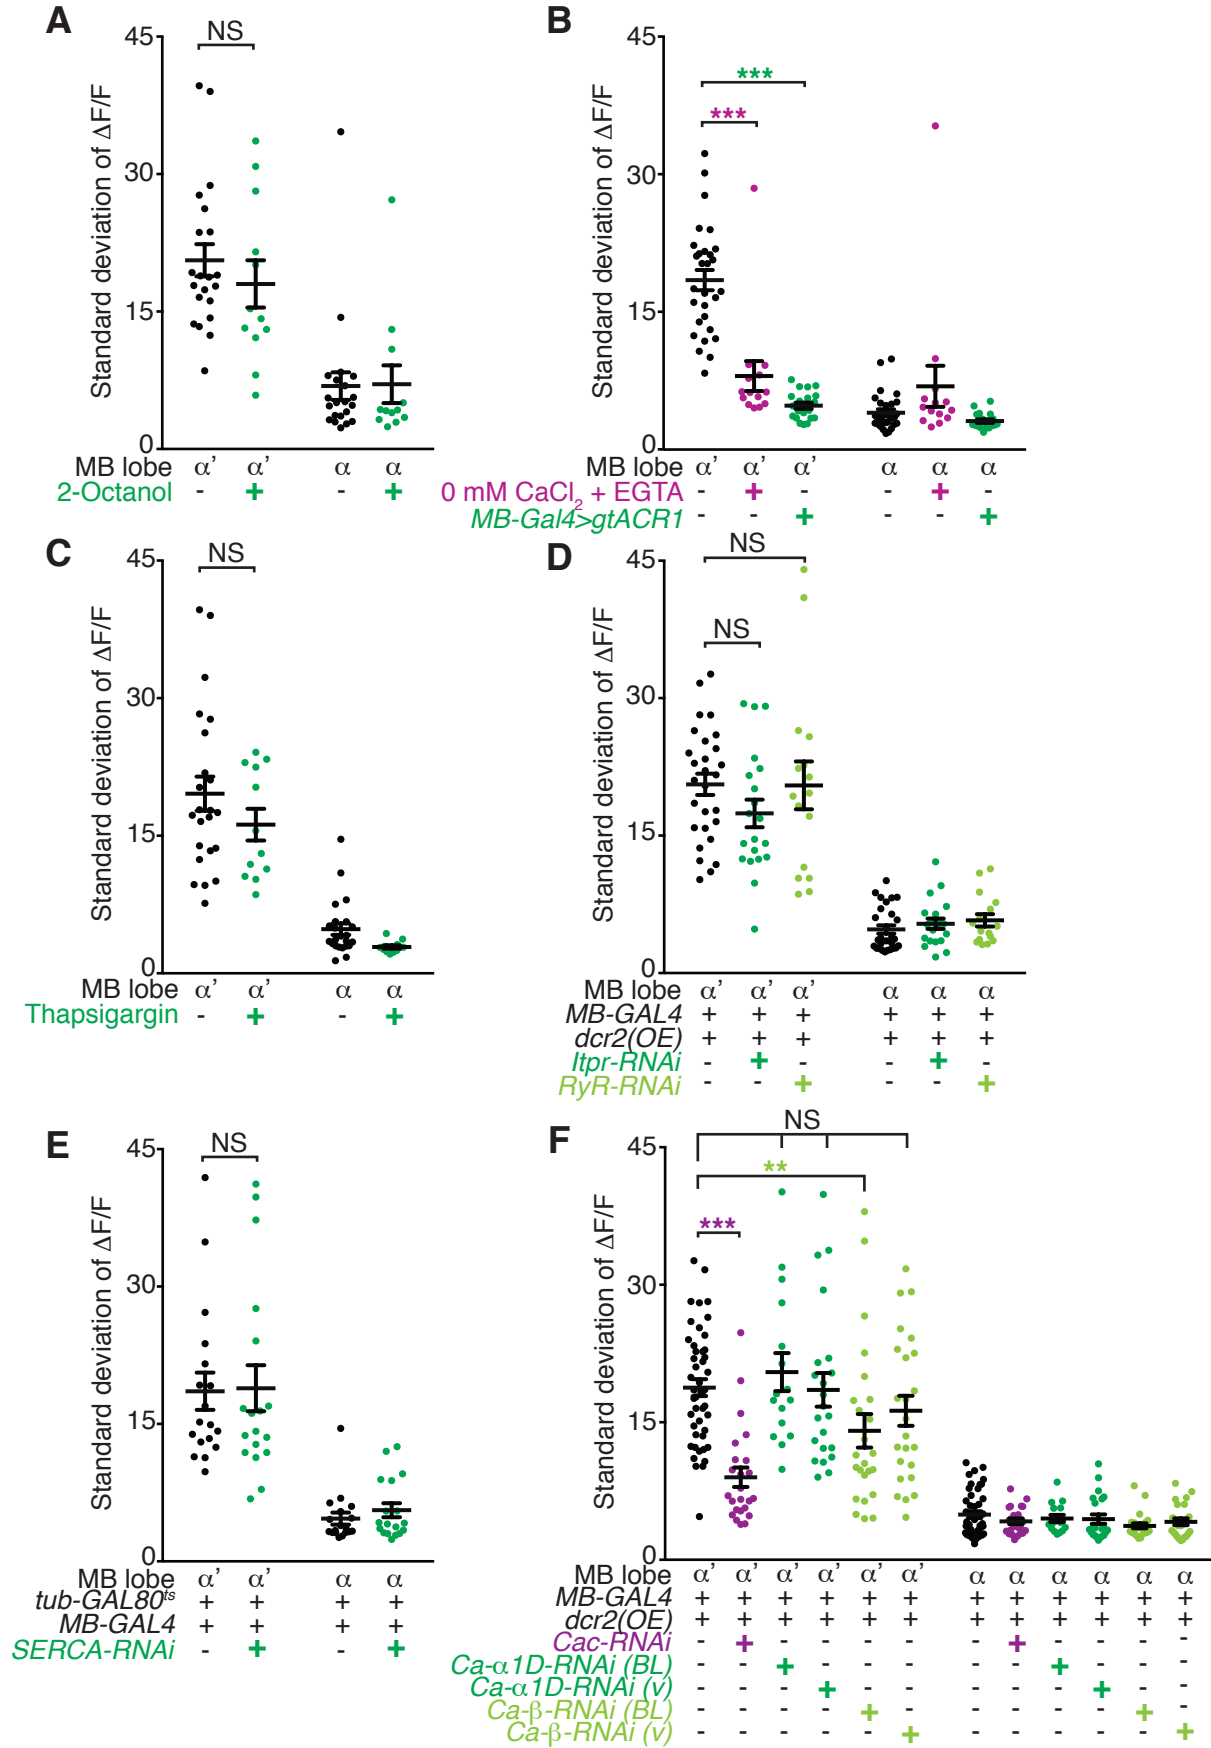 A
45
30
15
0
Standard deviation of ΔF/F
NS
MB lobe α' α' α α
2-Octanol - + - +
B
45
30
15
0
Standard deviation of ΔF/F
***
***
MB lobe α' α' α' α α α
0 mM CaCl₂ + EGTA - + - - + -
MB-Gal4>gtACR1 - - + - - +
C
45
30
15
0
Standard deviation of ΔF/F
NS
MB lobe α' α' α α
Thapsigargin - + - +
D
45
30
15
0
Standard deviation of ΔF/F
NS
NS
MB lobe α' α' α' α α α
MB-GAL4 + + + + + +
dcr2(OE) + + + + + +
Itpr-RNAi - + - - + -
RyR-RNAi - - + - - +
E
45
30
15
0
Standard deviation of ΔF/F
NS
MB lobe α' α' α α
tub-GAL80ᵗˢ + + + +
MB-GAL4 + + + +
SERCA-RNAi - + - +
F
45
30
15
0
Standard deviation of ΔF/F
NS
**
***
MB lobe α' α' α' α' α' α' α α α α α α
MB-GAL4 + + + + + + + + + + + +
dcr2(OE) + + + + + + + + + + + +
Cac-RNAi - + - - - - - + - - - -
Ca-α1D-RNAi (BL) - - + - - - - - + - - -
Ca-α1D-RNAi (v) - - - + - - - - - + - -
Ca-β-RNAi (BL) - - - - + - - - - - + -
Ca-β-RNAi (v) - - - - - + - - - - - +